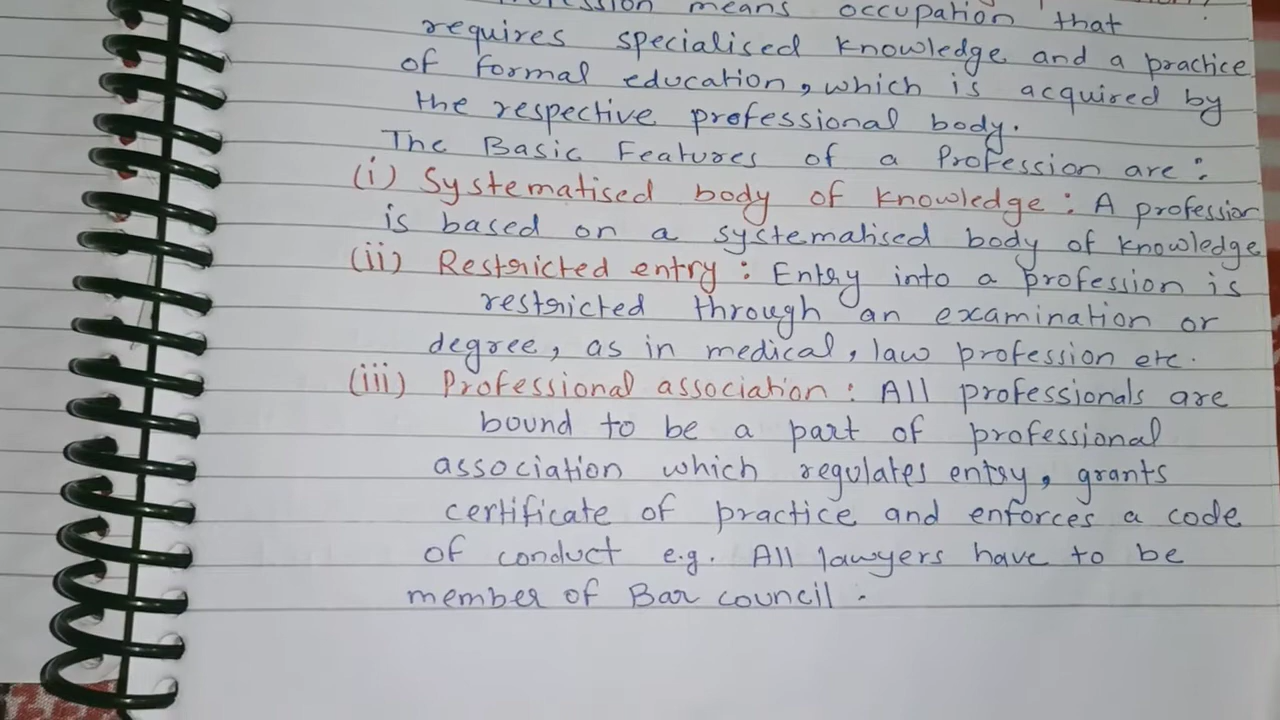 means occupation that
requires specialised knowledge and a practice
of formal education, which is acquired by
the respective professional body.
The Basic Features of a Profession are :
(i) Systematised body of knowledge : A profession
is based on a systematised body of knowledge
(ii) Restricted entry : Entry into a profession is
restricted through an examination or
degree, as in medical, law profession etc.
(iii) Professional association : All professionals are
bound to be a part of professional
association which regulates entry, grants
certificate of practice and enforces a code
of conduct e.g. All lawyers have to be
member of Bar council .